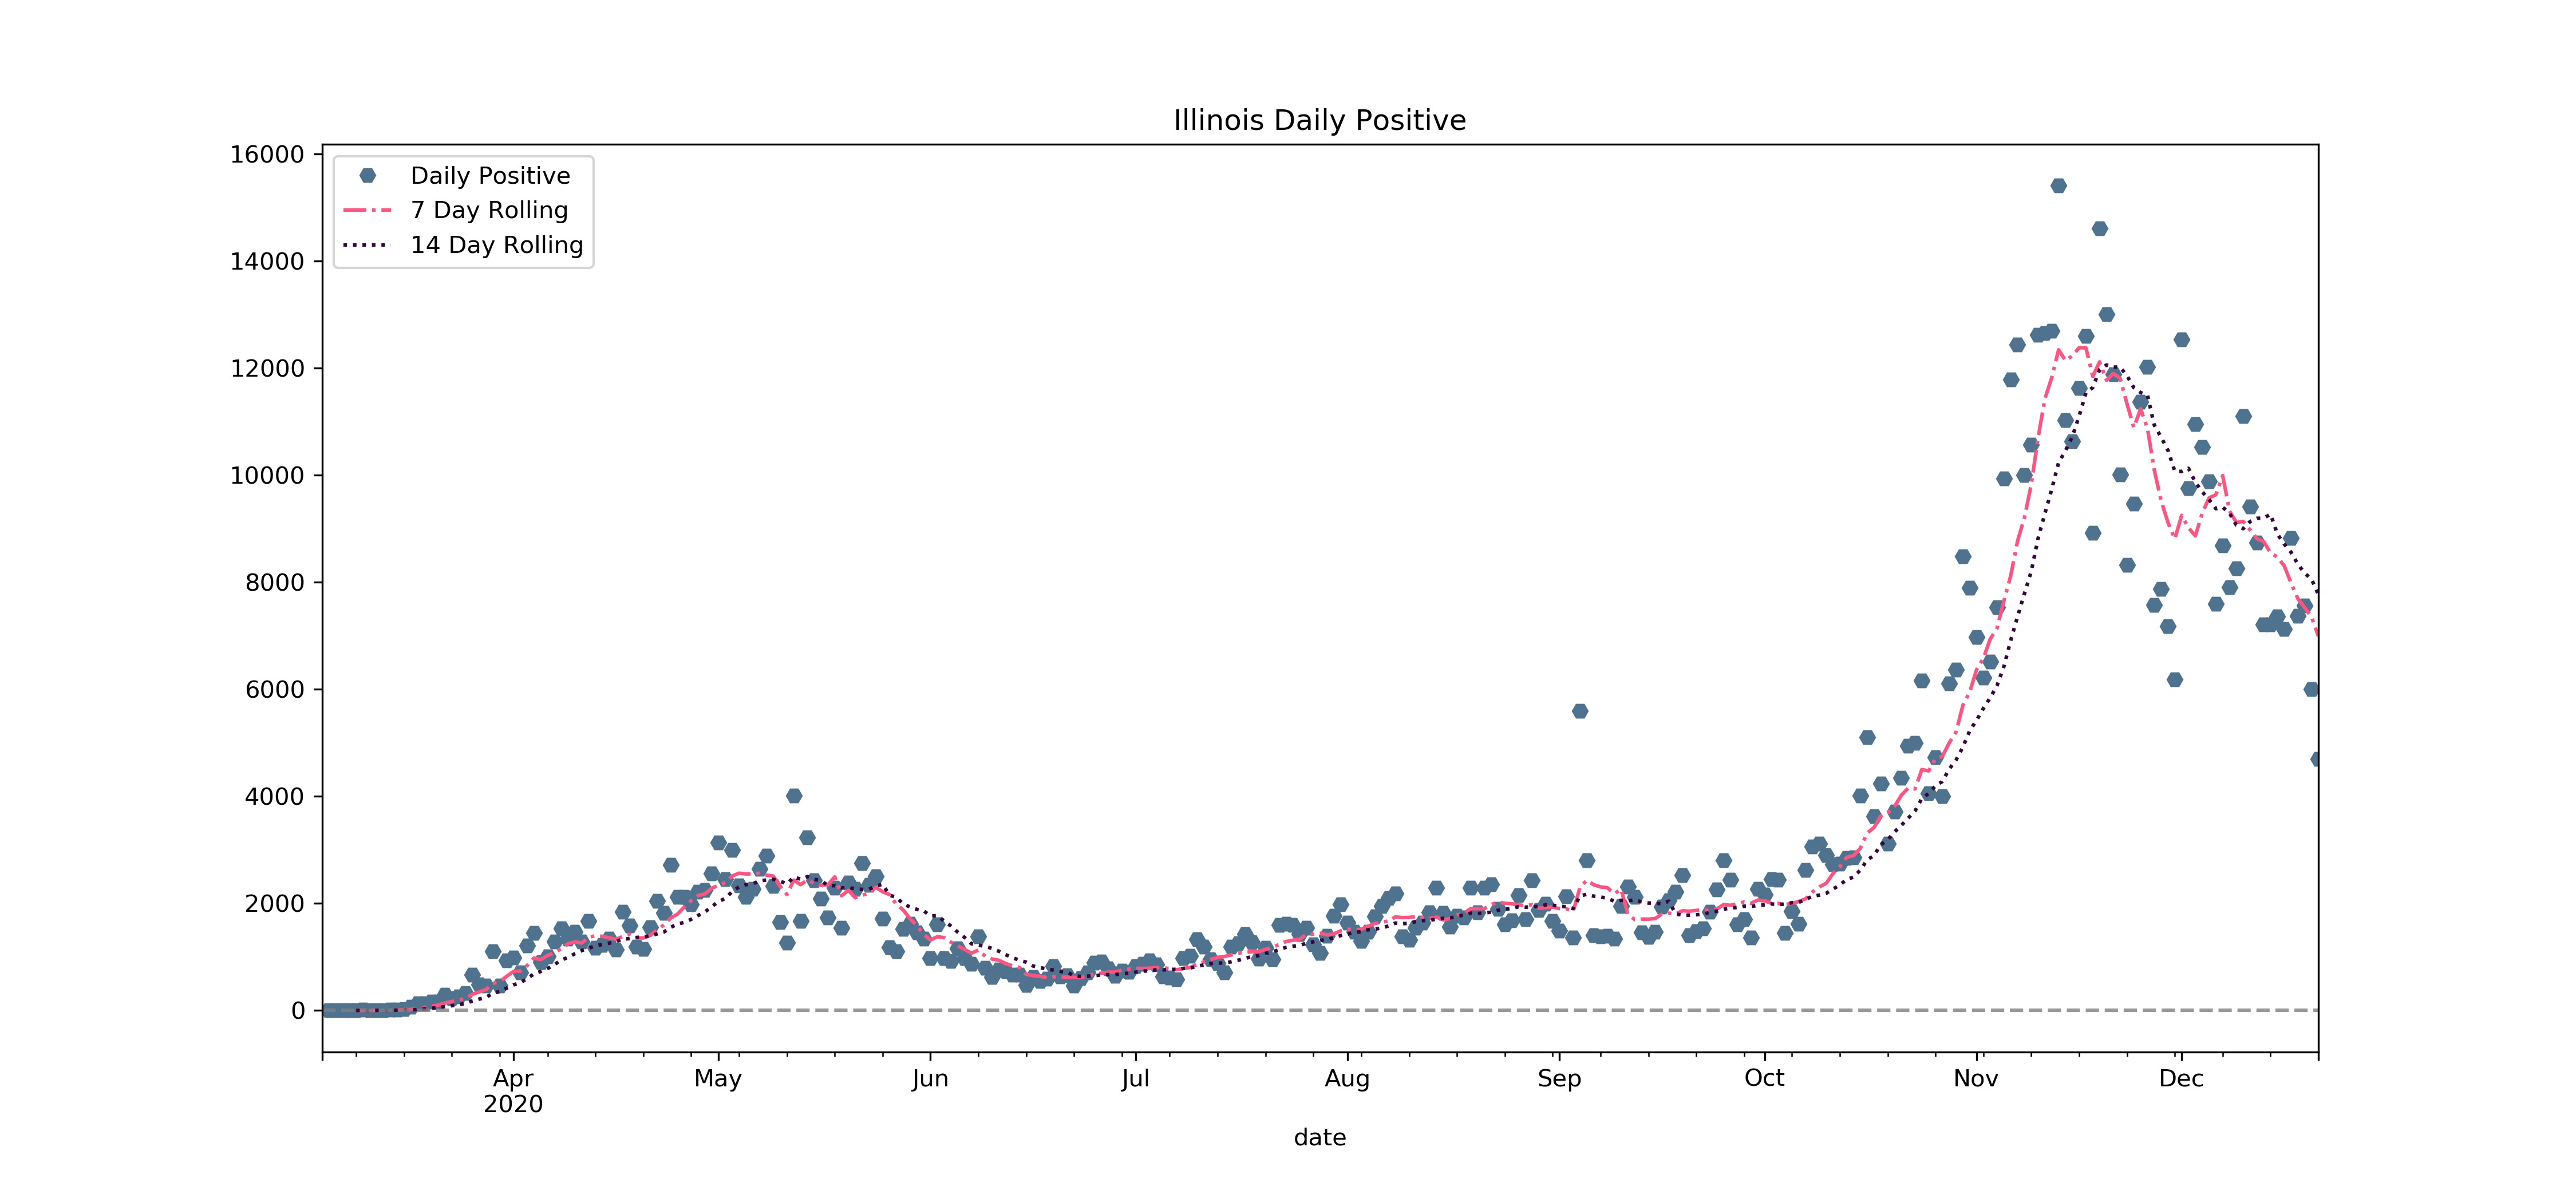 Illinois Daily Positive
16000
14000
12000
10000
8000
6000
4000
2000
0
Daily Positive
7 Day Rolling
14 Day Rolling
Apr May Jun Jul Aug Sep Oct Nov Dec
2020
date